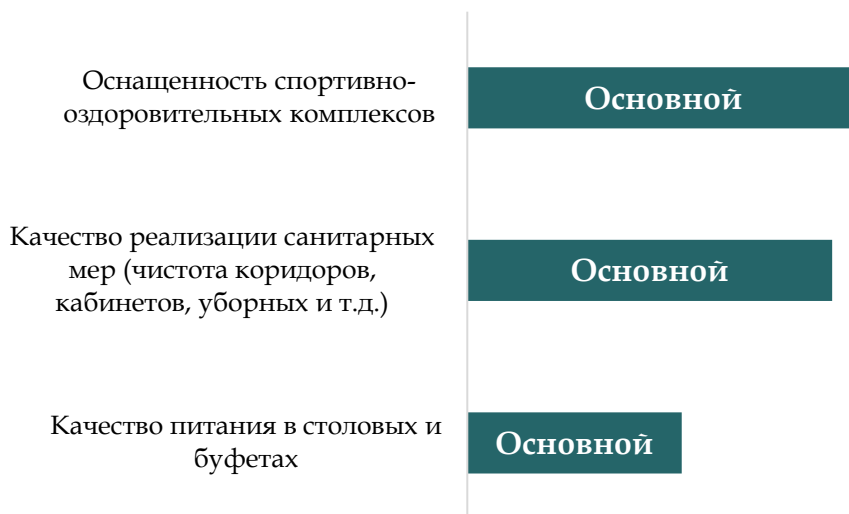 Оснащенность спортивно-
оздоровительных комплексов
Основной
Качество реализации санитарных
мер (чистота коридоров,
кабинетов, уборных и т.д.)
Основной
Качество питания в столовых и
буфетах
Основной